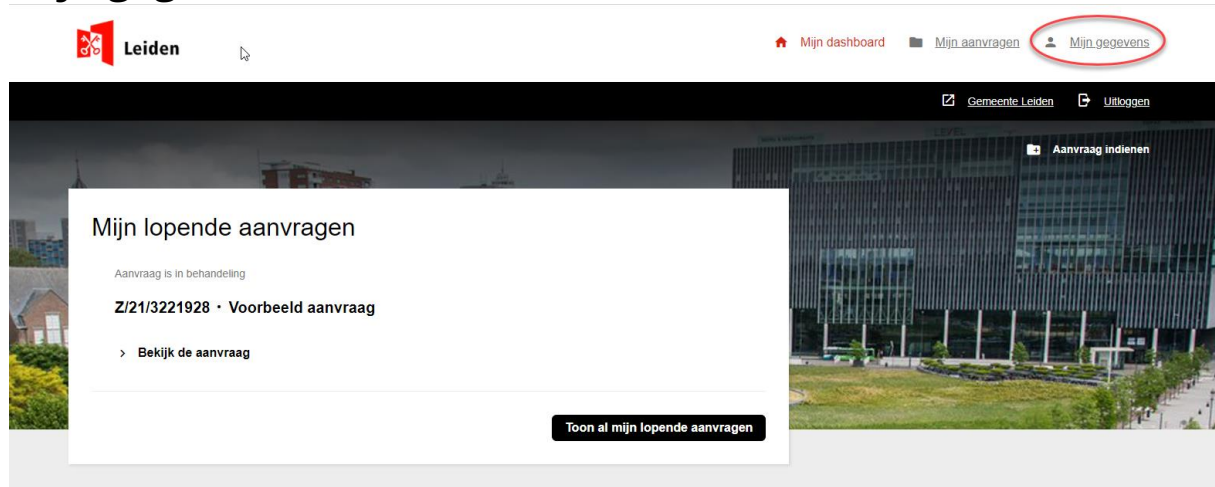 Leiden
Mijn dashboard Mijn aanvragen Mijn gegevens
Gemeente Leiden Uitloggen
LEVEL
Aanvraag indienen
Mijn lopende aanvragen
Aanvraag is in behandeling
Z/21/3221928 · Voorbeeld aanvraag
Bekijk de aanvraag
Toon al mijn lopende aanvragen